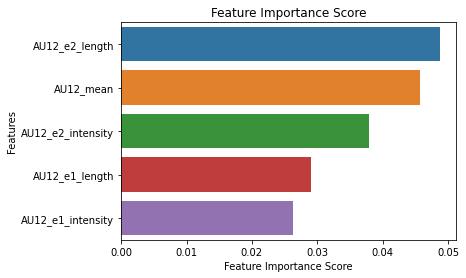 Feature Importance Score
AU12_e2_length
AU12_mean
AU12_e2_intensity
AU12_e1_length
AU12_e1_intensity
Features
0.00 0.01 0.02 0.03 0.04 0.05
Feature Importance Score